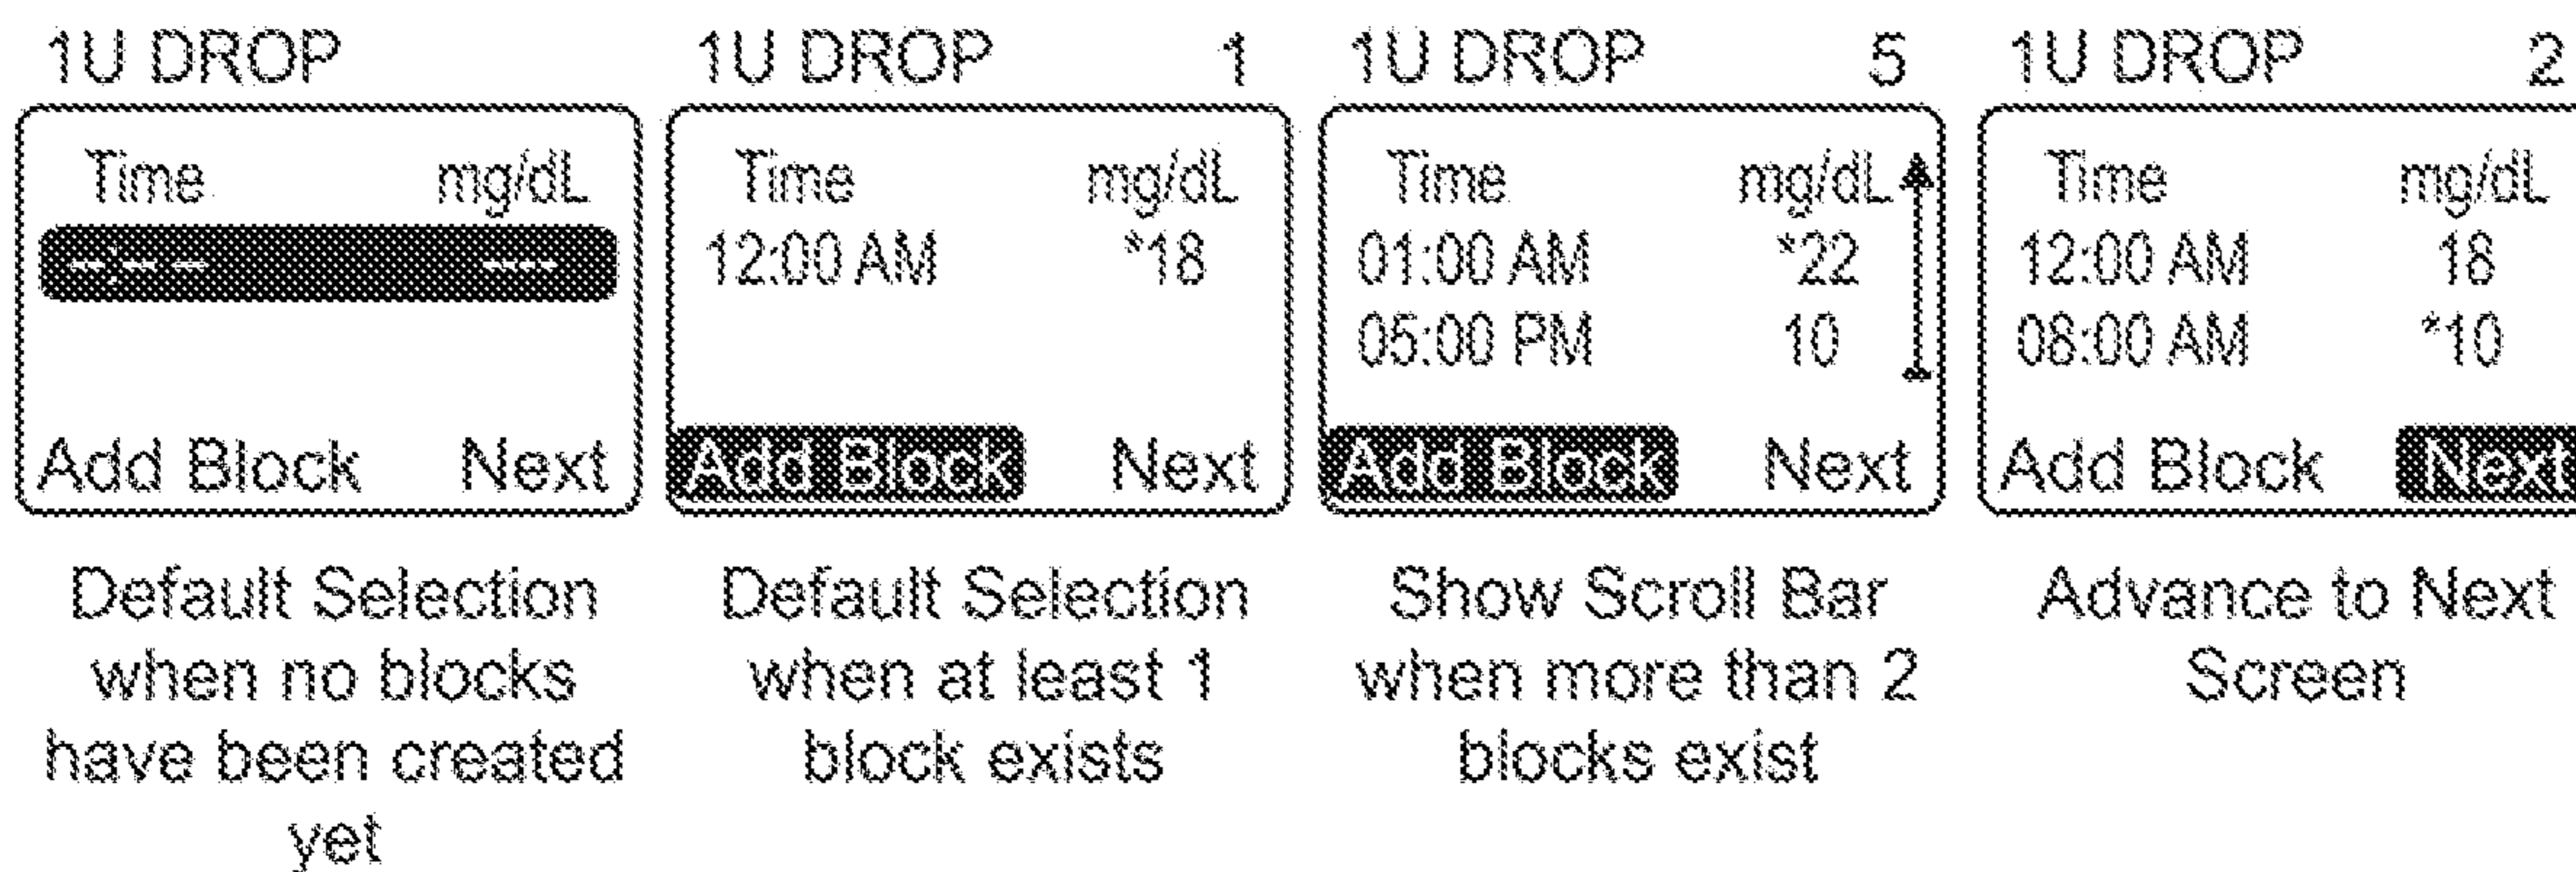 1U DROP
Time mg/dL
--:-- -- ---
Add Block Next
Default Selection
when no blocks
have been created
yet
1U DROP 1
Time mg/dL
12:00 AM *18
Add Block Next
Default Selection
when at least 1
block exists
1U DROP 5
Time mg/dL
01:00 AM *22
05:00 PM 10
Add Block Next
Show Scroll Bar
when more than 2
blocks exist
1U DROP 2
Time mg/dL
12:00 AM 18
08:00 AM *10
Add Block Next
Advance to Next
Screen